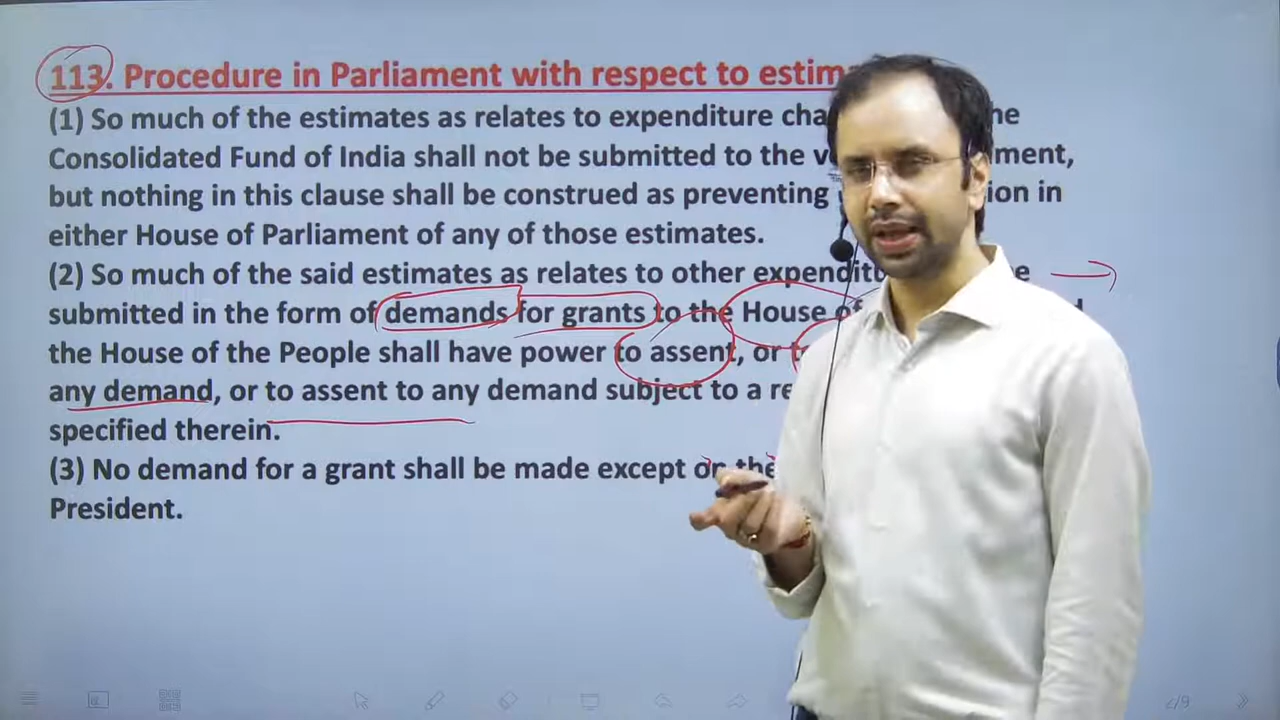 113. Procedure in Parliament with respect to
(1) So much of the estimates as relates to expenditure
Consolidated Fund of India shall not be submitted to the
but nothing in this clause shall be construed as preventing in
either House of Parliament of any of those estimates.
(2) So much of the said estimates as relates to other
submitted in the form of demands for grants to the House of
the House of the People shall have power to assent, or
any demand, or to assent to any demand subject to a
specified therein.
(3) No demand for a grant shall be made except on the
President.